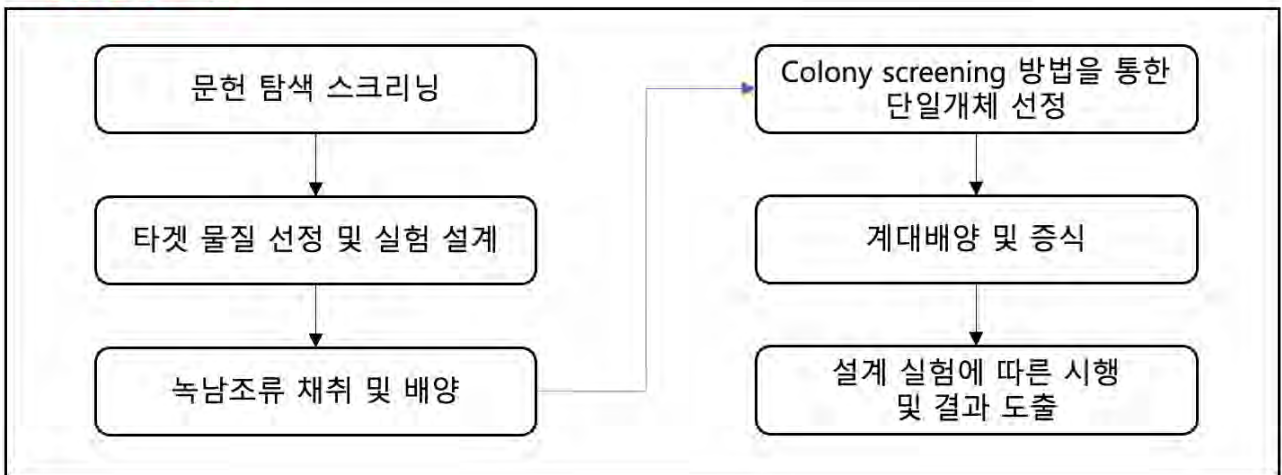 문헌 탐색 스크리닝
타겟 물질 선정 및 실험 설계
녹남조류 채취 및 배양
Colony screening 방법을 통한
단일개체 선정
계대배양 및 증식
설계 실험에 따른 시행
및 결과 도출